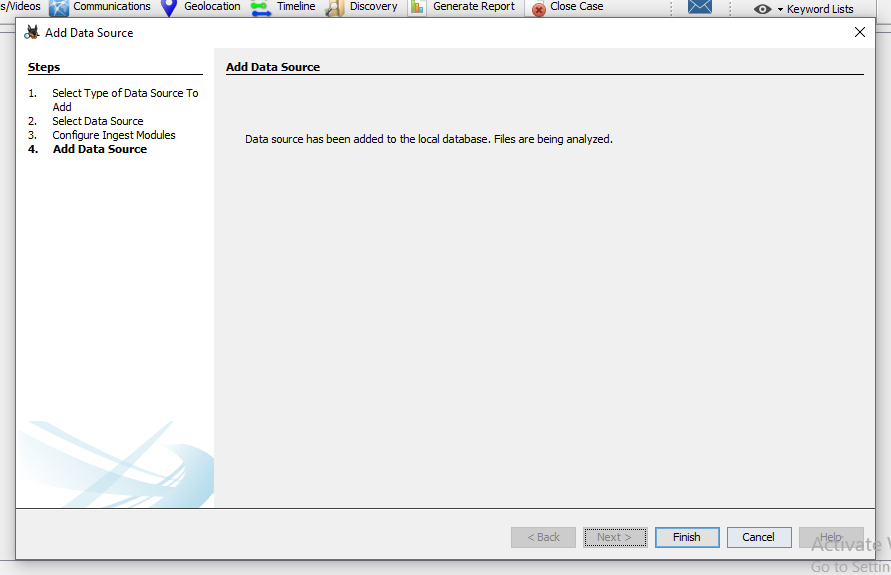 s/Videos Communications Geolocation Timeline Discovery Generate Report Close Case Keyword Lists
Add Data Source
Steps
1. Select Type of Data Source To
Add
2. Select Data Source
3. Configure Ingest Modules
4. Add Data Source
Add Data Source
Data source has been added to the local database. Files are being analyzed.
< Back Next > Finish Cancel Help
Activate W
Go to Settin